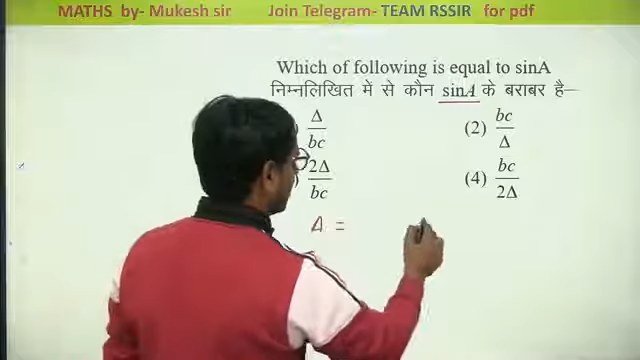 MATHS by- Mukesh sir Join Telegram- TEAM RSSIR for pdf
Which of following is equal to sinA
निम्नलिखित में से कौन sinA के बराबर है—
Δ/bc (2) bc/Δ
) 2Δ/bc (4) bc/2Δ
Δ =